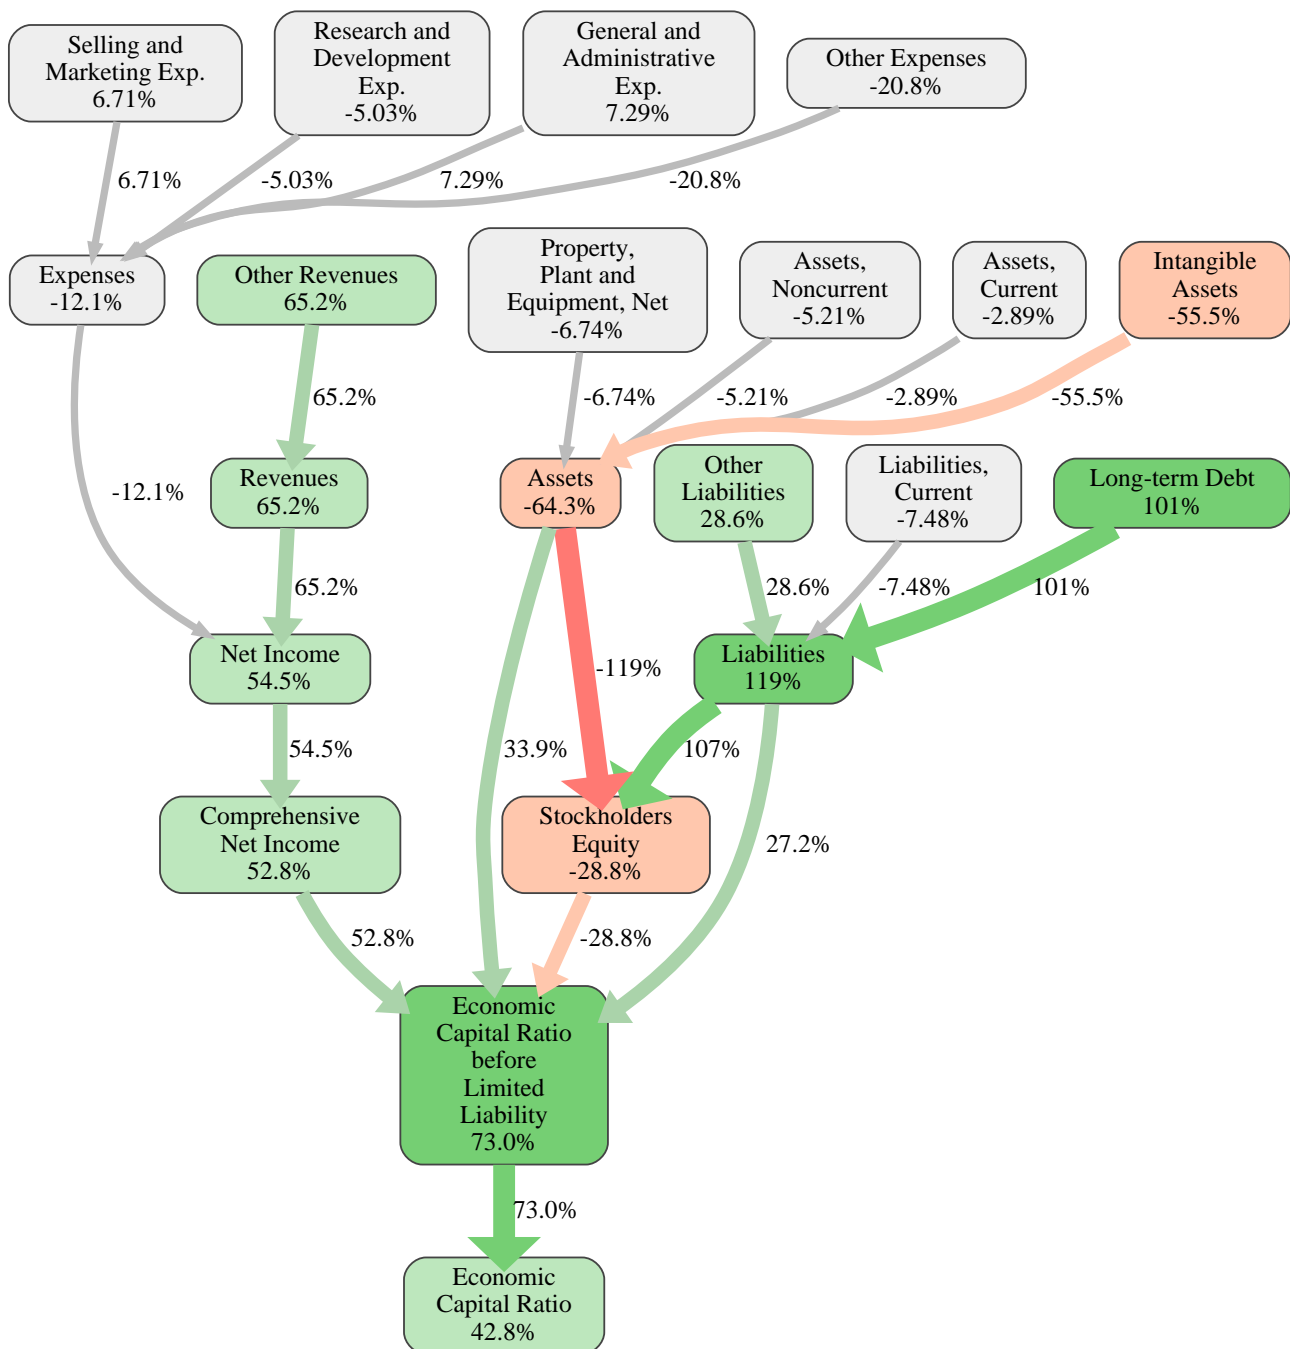 Selling and
Marketing Exp.
6.71%
Research and
Development
Exp.
-5.03%
General and
Administrative
Exp.
7.29%
Other Expenses
-20.8%
6.71%
-5.03%
7.29%
-20.8%
Expenses
-12.1%
Other Revenues
65.2%
Property,
Plant and
Equipment, Net
-6.74%
Assets,
Noncurrent
-5.21%
Assets,
Current
-2.89%
Intangible
Assets
-55.5%
65.2%
-6.74%
-5.21%
-2.89%
-55.5%
-12.1%
Revenues
65.2%
Assets
-64.3%
Other
Liabilities
28.6%
Liabilities,
Current
-7.48%
Long-term Debt
101%
65.2%
28.6%
-7.48%
101%
Net Income
54.5%
-119%
Liabilities
119%
54.5%
33.9%
107%
Comprehensive
Net Income
52.8%
Stockholders
Equity
-28.8%
27.2%
52.8%
-28.8%
Economic
Capital Ratio
before
Limited
Liability
73.0%
73.0%
Economic
Capital Ratio
42.8%